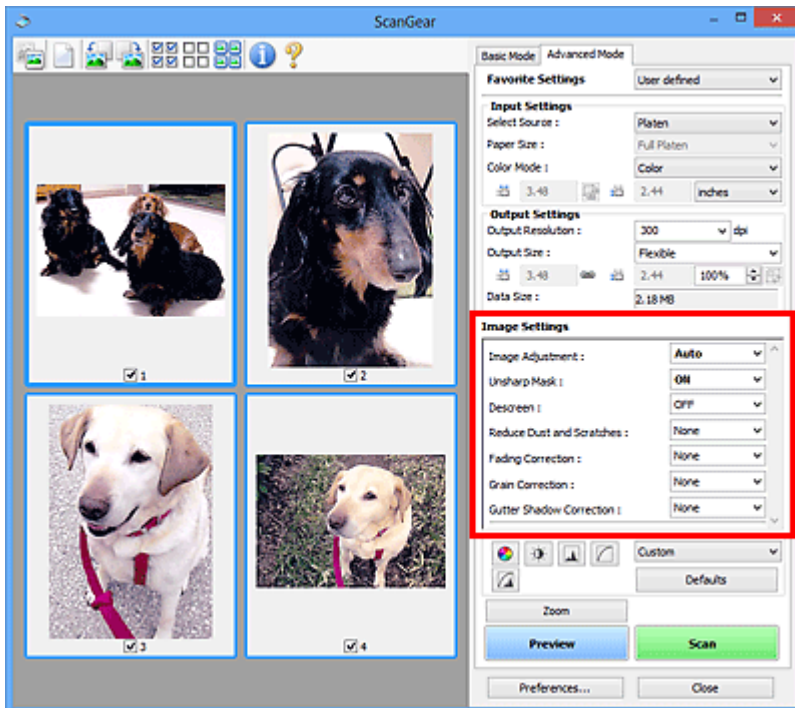 ScanGear
Basic Mode Advanced Mode
Favorite Settings User defined
Input Settings
Select Source : Platen
Paper Size : Full Platen
Color Mode : Color
3.48 2.44 inches
Output Settings
Output Resolution : 300 dpi
Output Size : Flexible
3.48 2.44 100%
Data Size : 2.18 MB
Image Settings
Image Adjustment : Auto
Unsharp Mask : ON
Descreen : OFF
Reduce Dust and Scratches : None
Fading Correction : None
Grain Correction : None
Gutter Shadow Correction : None
Custom
Defaults
Zoom
Preview Scan
Preferences... Close
1
2
3
4